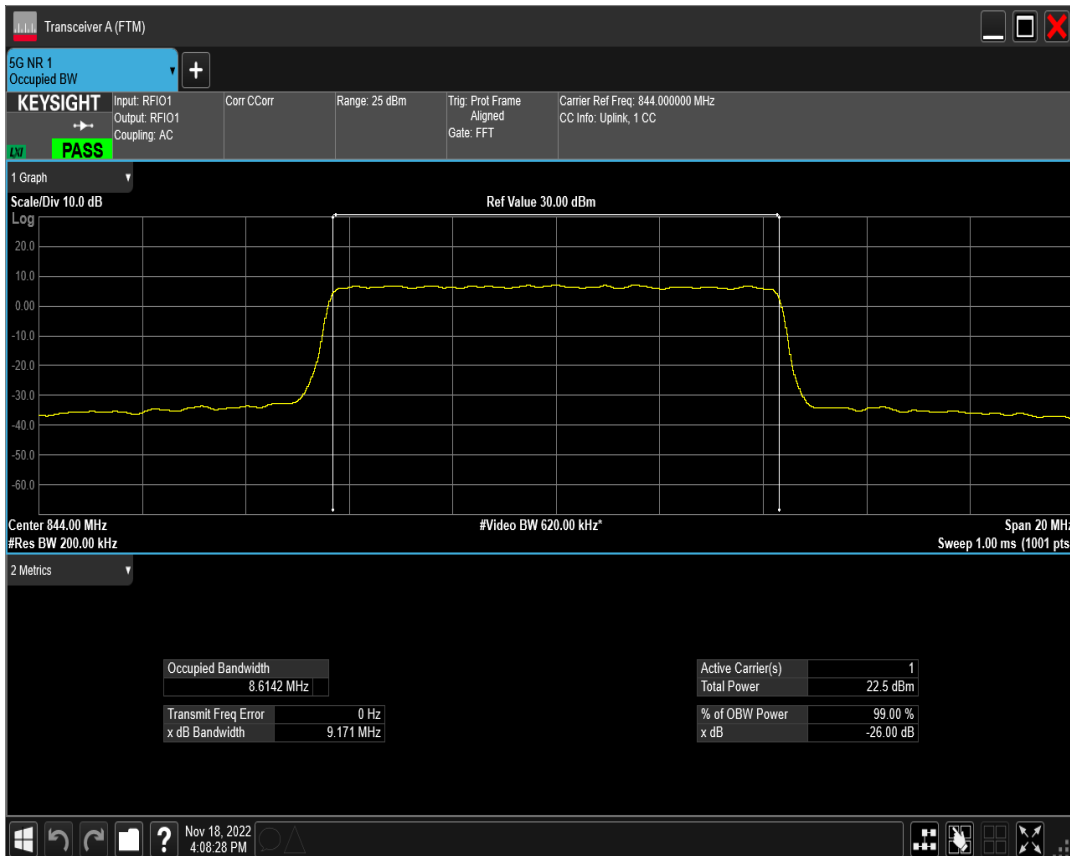 Transceiver A (FTM)
5G NR 1
Occupied BW
+
KEYSIGHT
LXI
PASS
Input: RFIO1
Output: RFIO1
Coupling: AC
Corr CCorr
Range: 25 dBm
Trig: Prot Frame
Aligned
Gate: FFT
Carrier Ref Freq: 844.000000 MHz
CC Info: Uplink, 1 CC
1 Graph
Scale/Div 10.0 dB
Ref Value 30.00 dBm
Log
20.0
10.0
0.00
-10.0
-20.0
-30.0
-40.0
-50.0
-60.0
Center 844.00 MHz
#Video BW 620.00 kHz*
Span 20 MHz
#Res BW 200.00 kHz
Sweep 1.00 ms (1001 pts
2 Metrics
Occupied Bandwidth
8.6142 MHz
Transmit Freq Error 0 Hz
x dB Bandwidth 9.171 MHz
Active Carrier(s) 1
Total Power 22.5 dBm
% of OBW Power 99.00 %
x dB -26.00 dB
?
Nov 18, 2022
4:08:28 PM